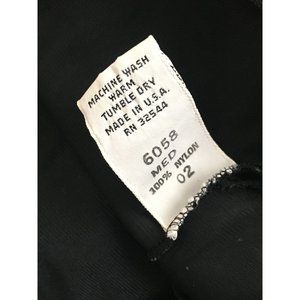 MACHINE WASH
WARM
TUMBLE DRY
MADE IN U.S.A.
RN 32544
6058
MED
100% NYLON
02